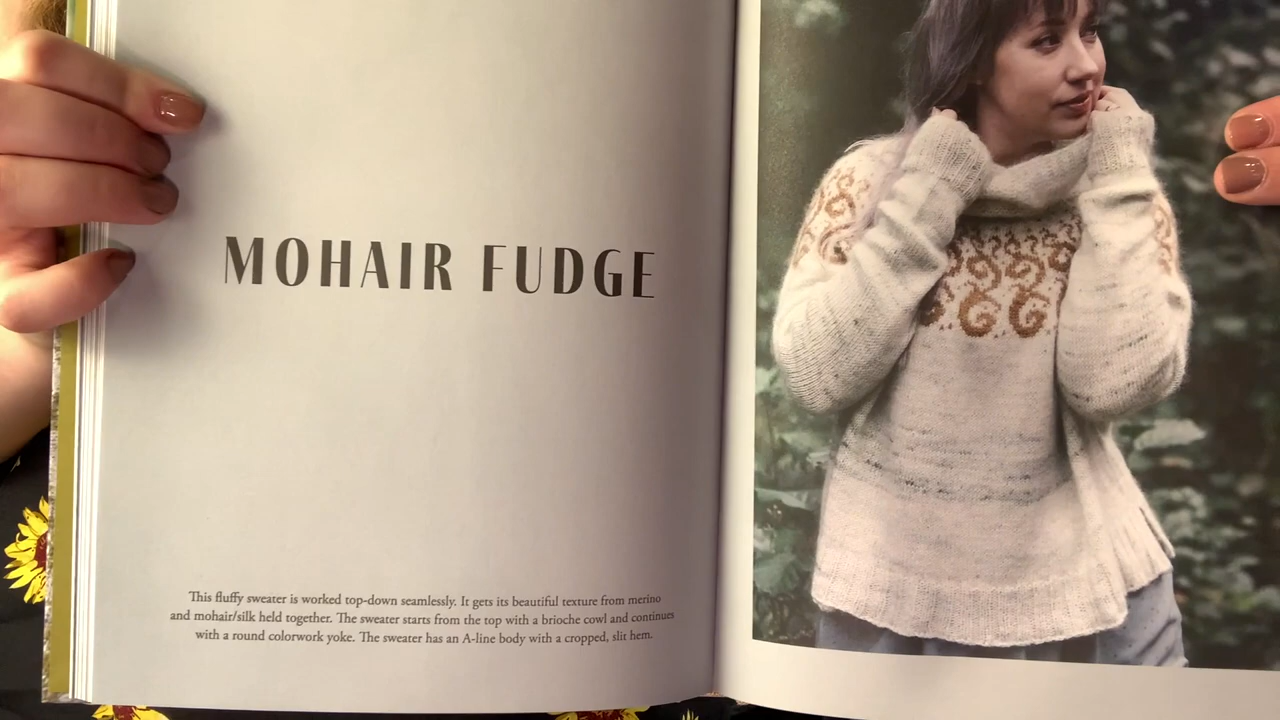 MOHAIR FUDGE
This fluffy sweater is worked top-down seamlessly. It gets its beautiful texture from merino
and mohair/silk held together. The sweater starts from the top with a brioche cowl and continues
with a round colorwork yoke. The sweater has an A-line body with a cropped, slit hem.